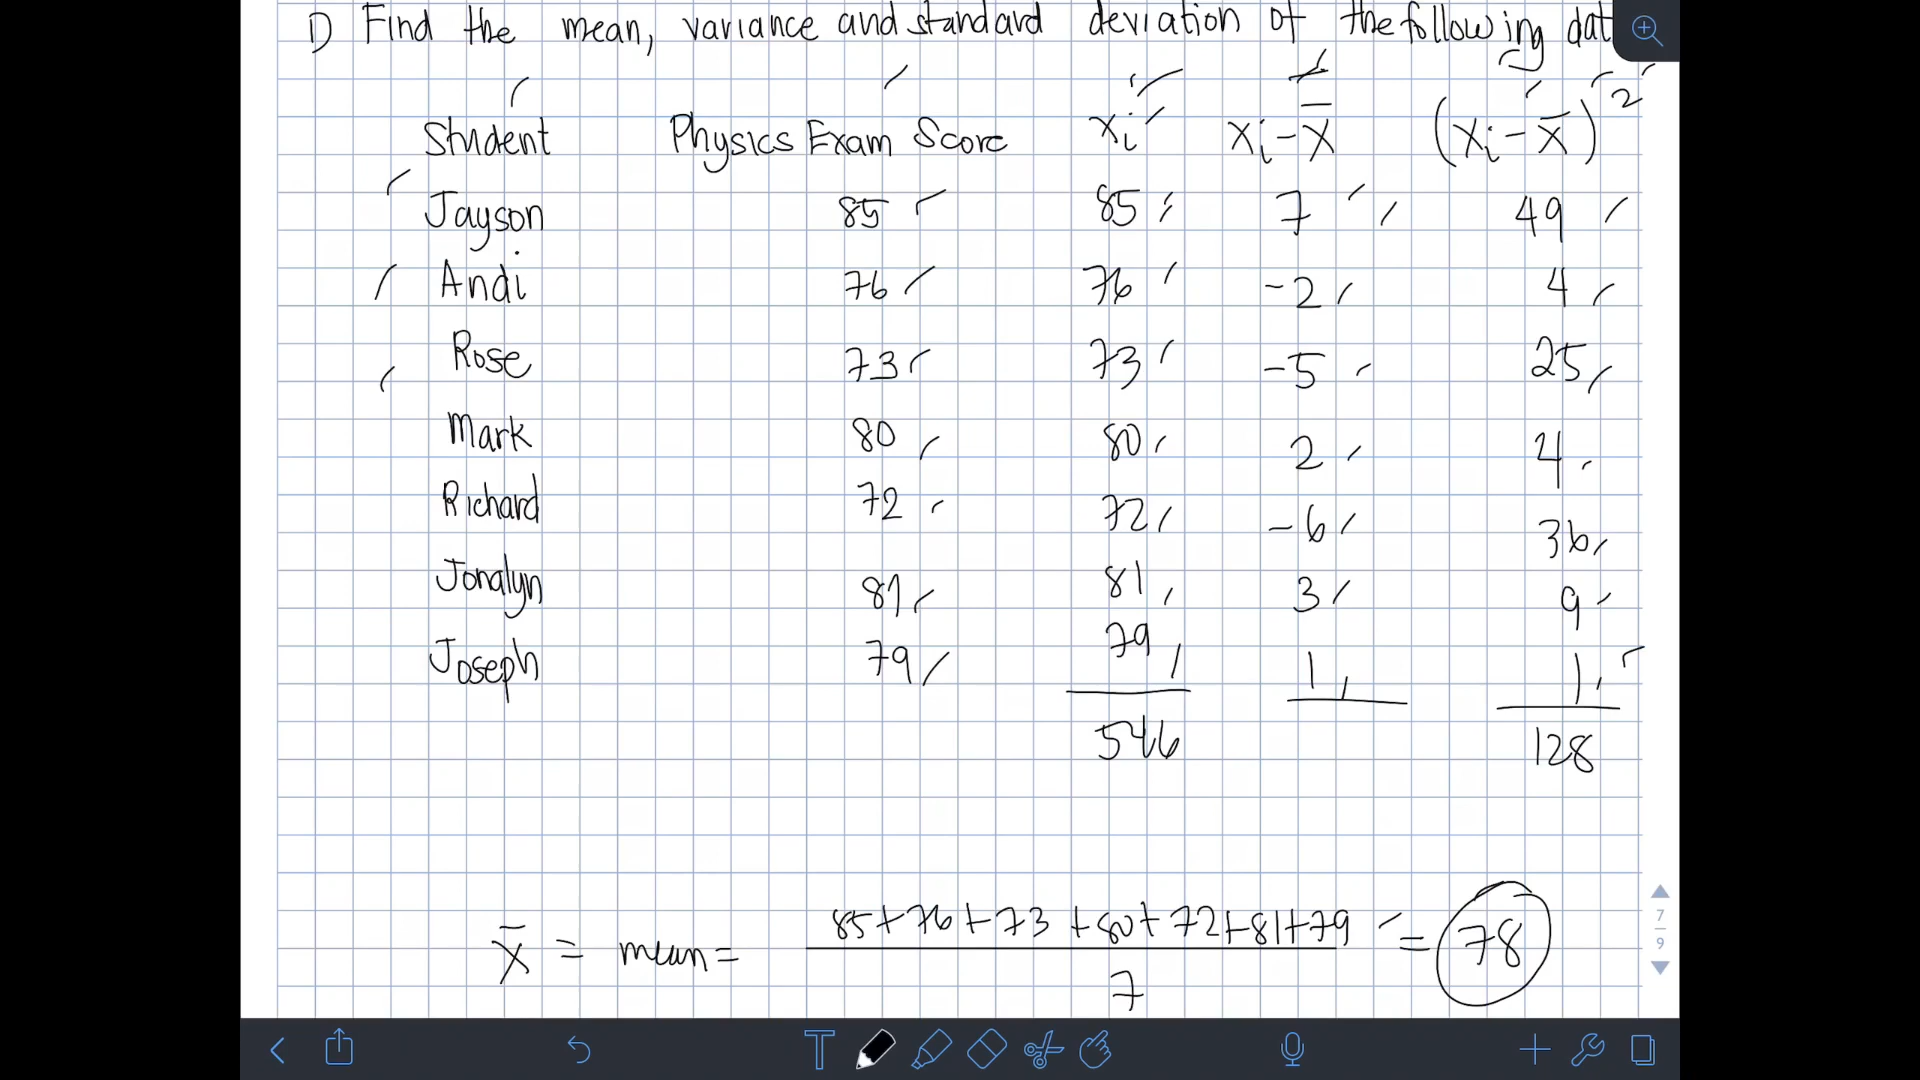 1) Find the mean, variance and standard deviation of the following dat
Student Physics Exam Score xᵢ xᵢ - x̄ (xᵢ - x̄)²
Jayson 85 85 7 49
Andi 76 76 -2 4
Rose 73 73 -5 25
Mark 80 80 2 4
Richard 72 72 -6 36
Jonalyn 81 81 3 9
Joseph 79 79 1 1
546 128
85+76+73+80+72+81+79
x̄ = mean = = 78
7
7
9
T